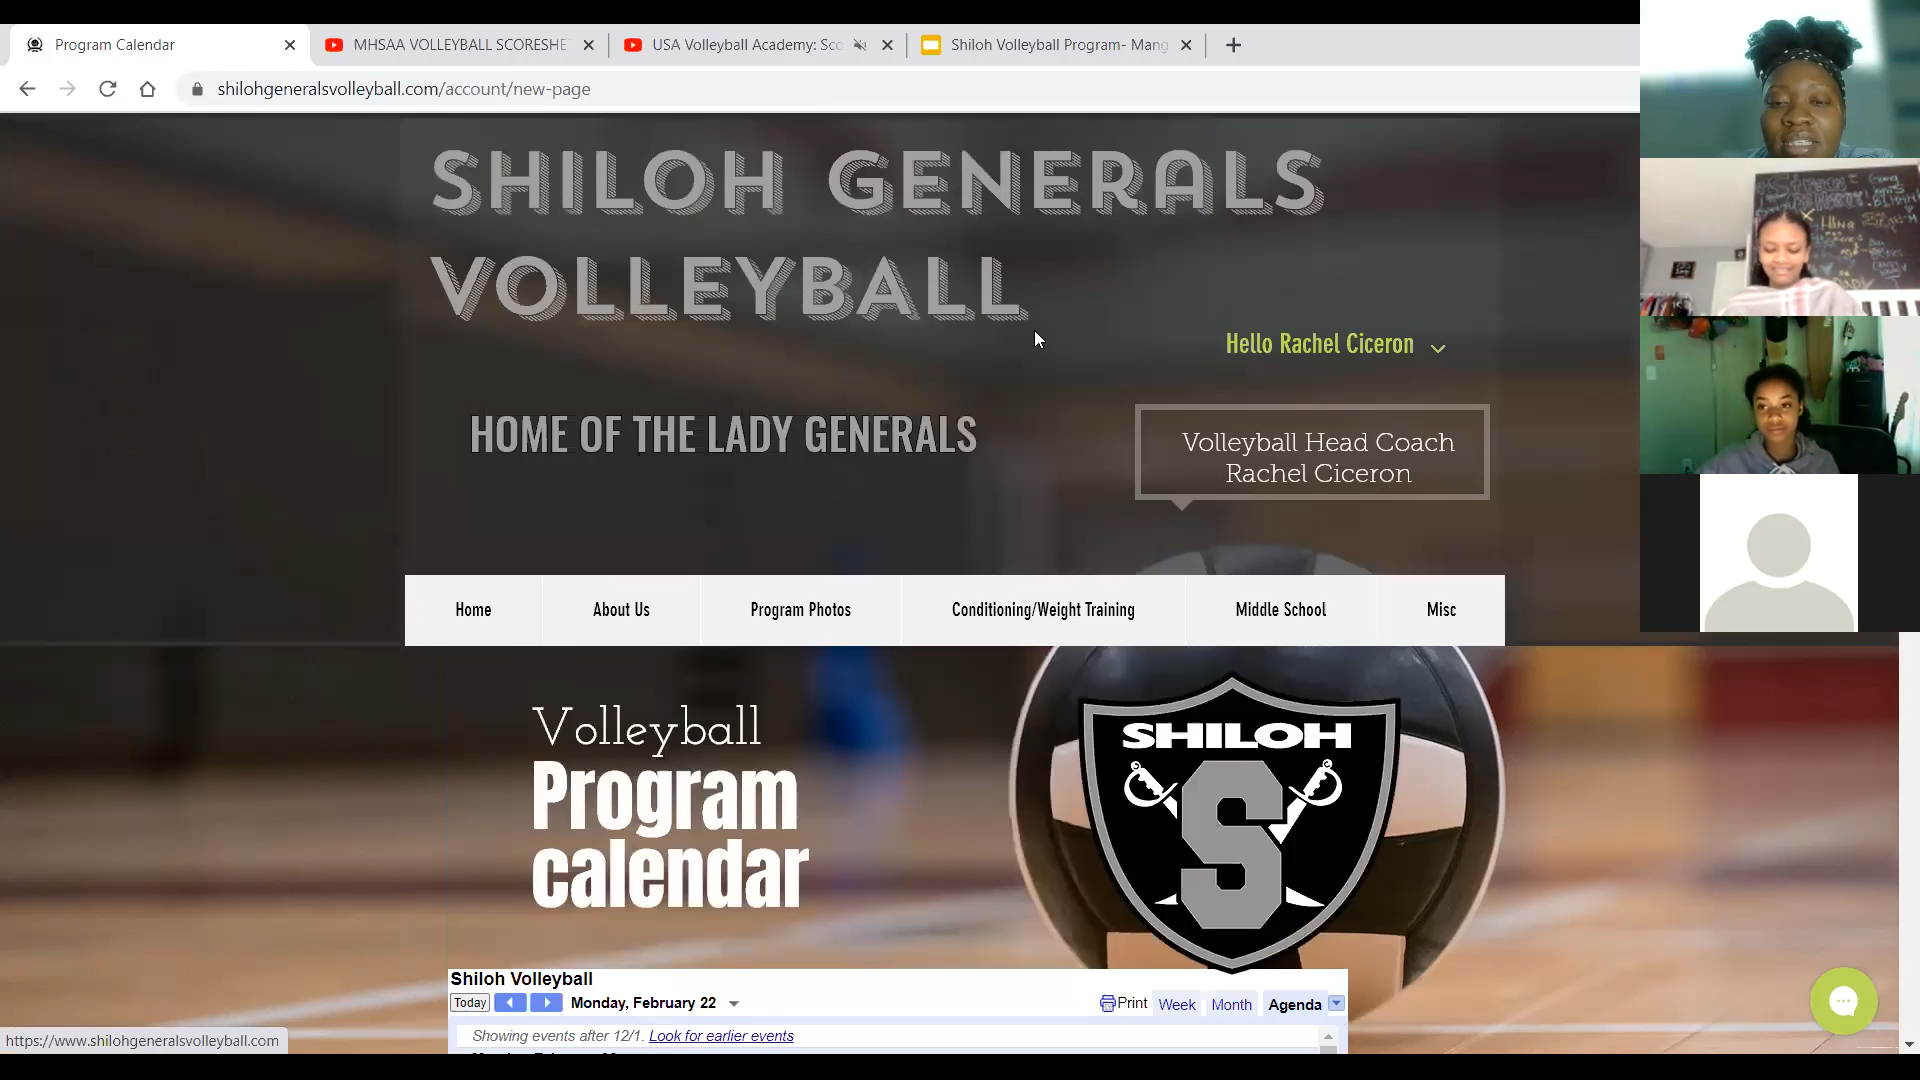 Program Calendar
MHSAA VOLLEYBALL SCORESHE
USA Volleyball Academy: Sco
Shiloh Volleyball Program- Mang
shilohgeneralsvolleyball.com/account/new-page
SHILOH GENERALS
VOLLEYBALL
Hello Rachel Ciceron
HOME OF THE LADY GENERALS
Volleyball Head Coach
Rachel Ciceron
Home
About Us
Program Photos
Conditioning/Weight Training
Middle School
Misc
Volleyball
Program
calendar
SHILOH
S
Shiloh Volleyball
Today
Monday, February 22
Print
Week
Month
Agenda
Showing events after 12/1. Look for earlier events
https://www.shilohgeneralsvolleyball.com